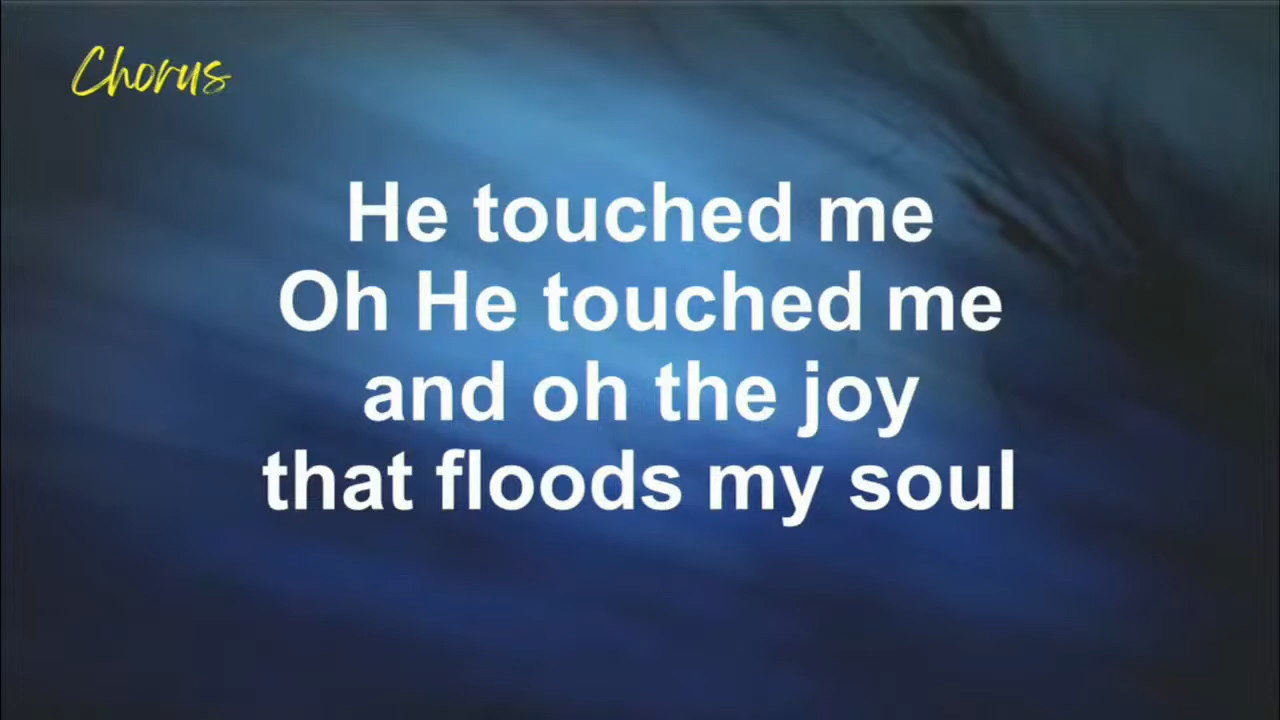 Chorus
He touched me
Oh He touched me
and oh the joy
that floods my soul